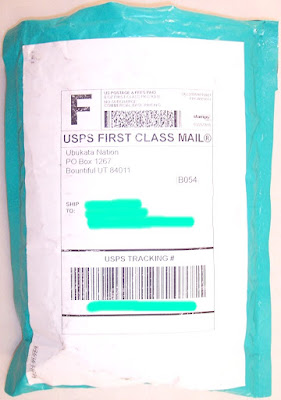 F
USPS FIRST CLASS MAIL®
Ubukata Nation
PO Box 1267
Bountiful UT 84011
B054
SHIP
TO:
USPS TRACKING #